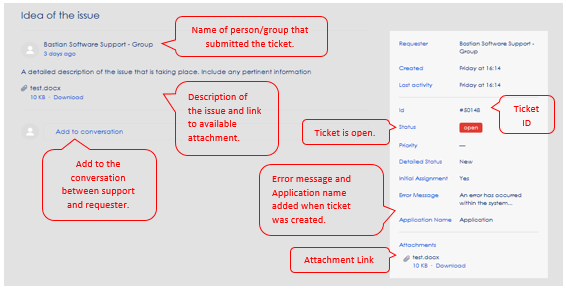 Idea of the issue
Name of person/group that
submitted the ticket.
Bastian Software Support - Group
3 days ago
A detailed description of the issue that is taking place. Include any pertinent information
test.docx
10 KB · Download
Description of
the issue and link
to available
attachment.
Add to conversation
Add to the
conversation
between support
and requester.
Requester Bastian Software Support -
Group
Created Friday at 16:14
Last activity Friday at 16:14
Id #50148
Ticket
ID
Ticket is open.
Status open
Priority —
Detailed Status New
Initial Assignment Yes
Error message and
Application name
added when ticket
was created.
Error Message An error has occurred
within the system...
Application Name Application
Attachment Link
Attachments
test.docx
10 KB · Download